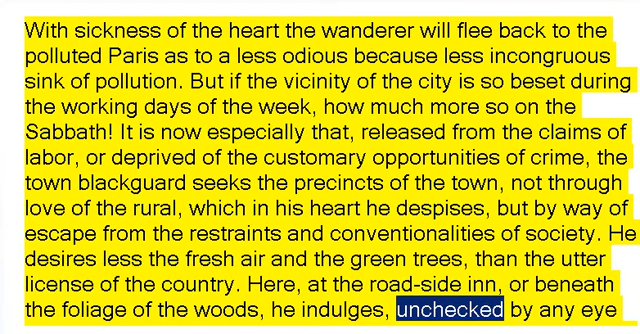 With sickness of the heart the wanderer will flee back to the
polluted Paris as to a less odious because less incongruous
sink of pollution. But if the vicinity of the city is so beset during
the working days of the week, how much more so on the
Sabbath! It is now especially that, released from the claims of
labor, or deprived of the customary opportunities of crime, the
town blackguard seeks the precincts of the town, not through
love of the rural, which in his heart he despises, but by way of
escape from the restraints and conventionalities of society. He
desires less the fresh air and the green trees, than the utter
license of the country. Here, at the road-side inn, or beneath
the foliage of the woods, he indulges, unchecked by any eye